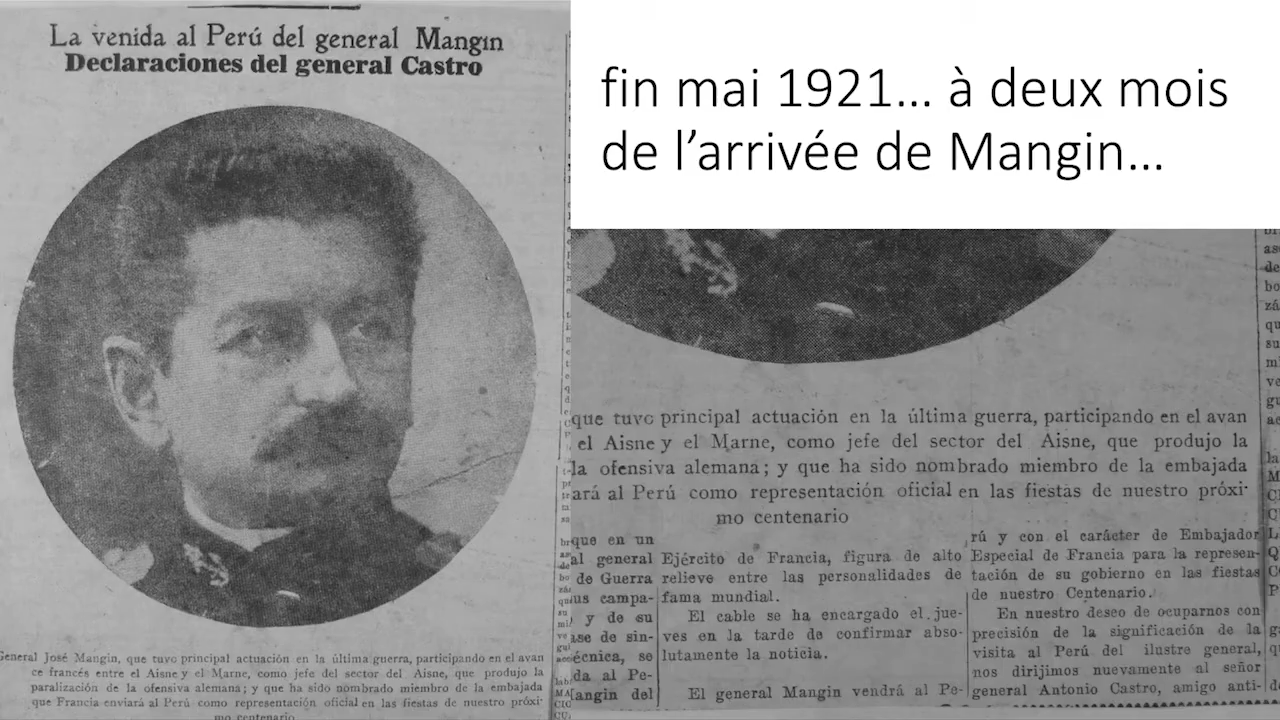 La venida al Perú del general Mangin
Declaraciones del general Castro
General José Mangin, que tuvo principal actuación en la última guerra, participando en el avan
ce francés entre el Aisne y el Marne, como jefe del sector del Aisne, que produjo la
paralización de la ofensiva alemana; y que ha sido nombrado miembro de la embajada
que Francia enviará al Perú como representación oficial en las fiestas de nuestro próxi-
mo centenario
fin mai 1921… à deux mois
de l’arrivée de Mangin…
que tuvo principal actuación en la última guerra, participando en el avan
el Aisne y el Marne, como jefe del sector del Aisne, que produjo la
la ofensiva alemana; y que ha sido nombrado miembro de la embajada
ará al Perú como representación oficial en las fiestas de nuestro próxi-
mo centenario
que en un
al general
de Guerra
us campa-
y de su
ase de sin-
écnica, se
da al Pe-
angin del
Ejército de Francia, figura de alto
relieve entre las personalidades de
fama mundial.
El cable se ha encargado el jue-
ves en la tarde de confirmar abso-
lutamente la noticia.
El general Mangin vendrá al Pe-
rú y con el carácter de Embajador
Especial de Francia para la represen-
tación de su gobierno en las fiestas
de nuestro Centenario.
En nuestro deseo de ocuparnos con
precisión de la significación de la
visita al Perú del ilustre general,
nos dirijimos nuevamente al señor
general Antonio Castro, amigo anti-